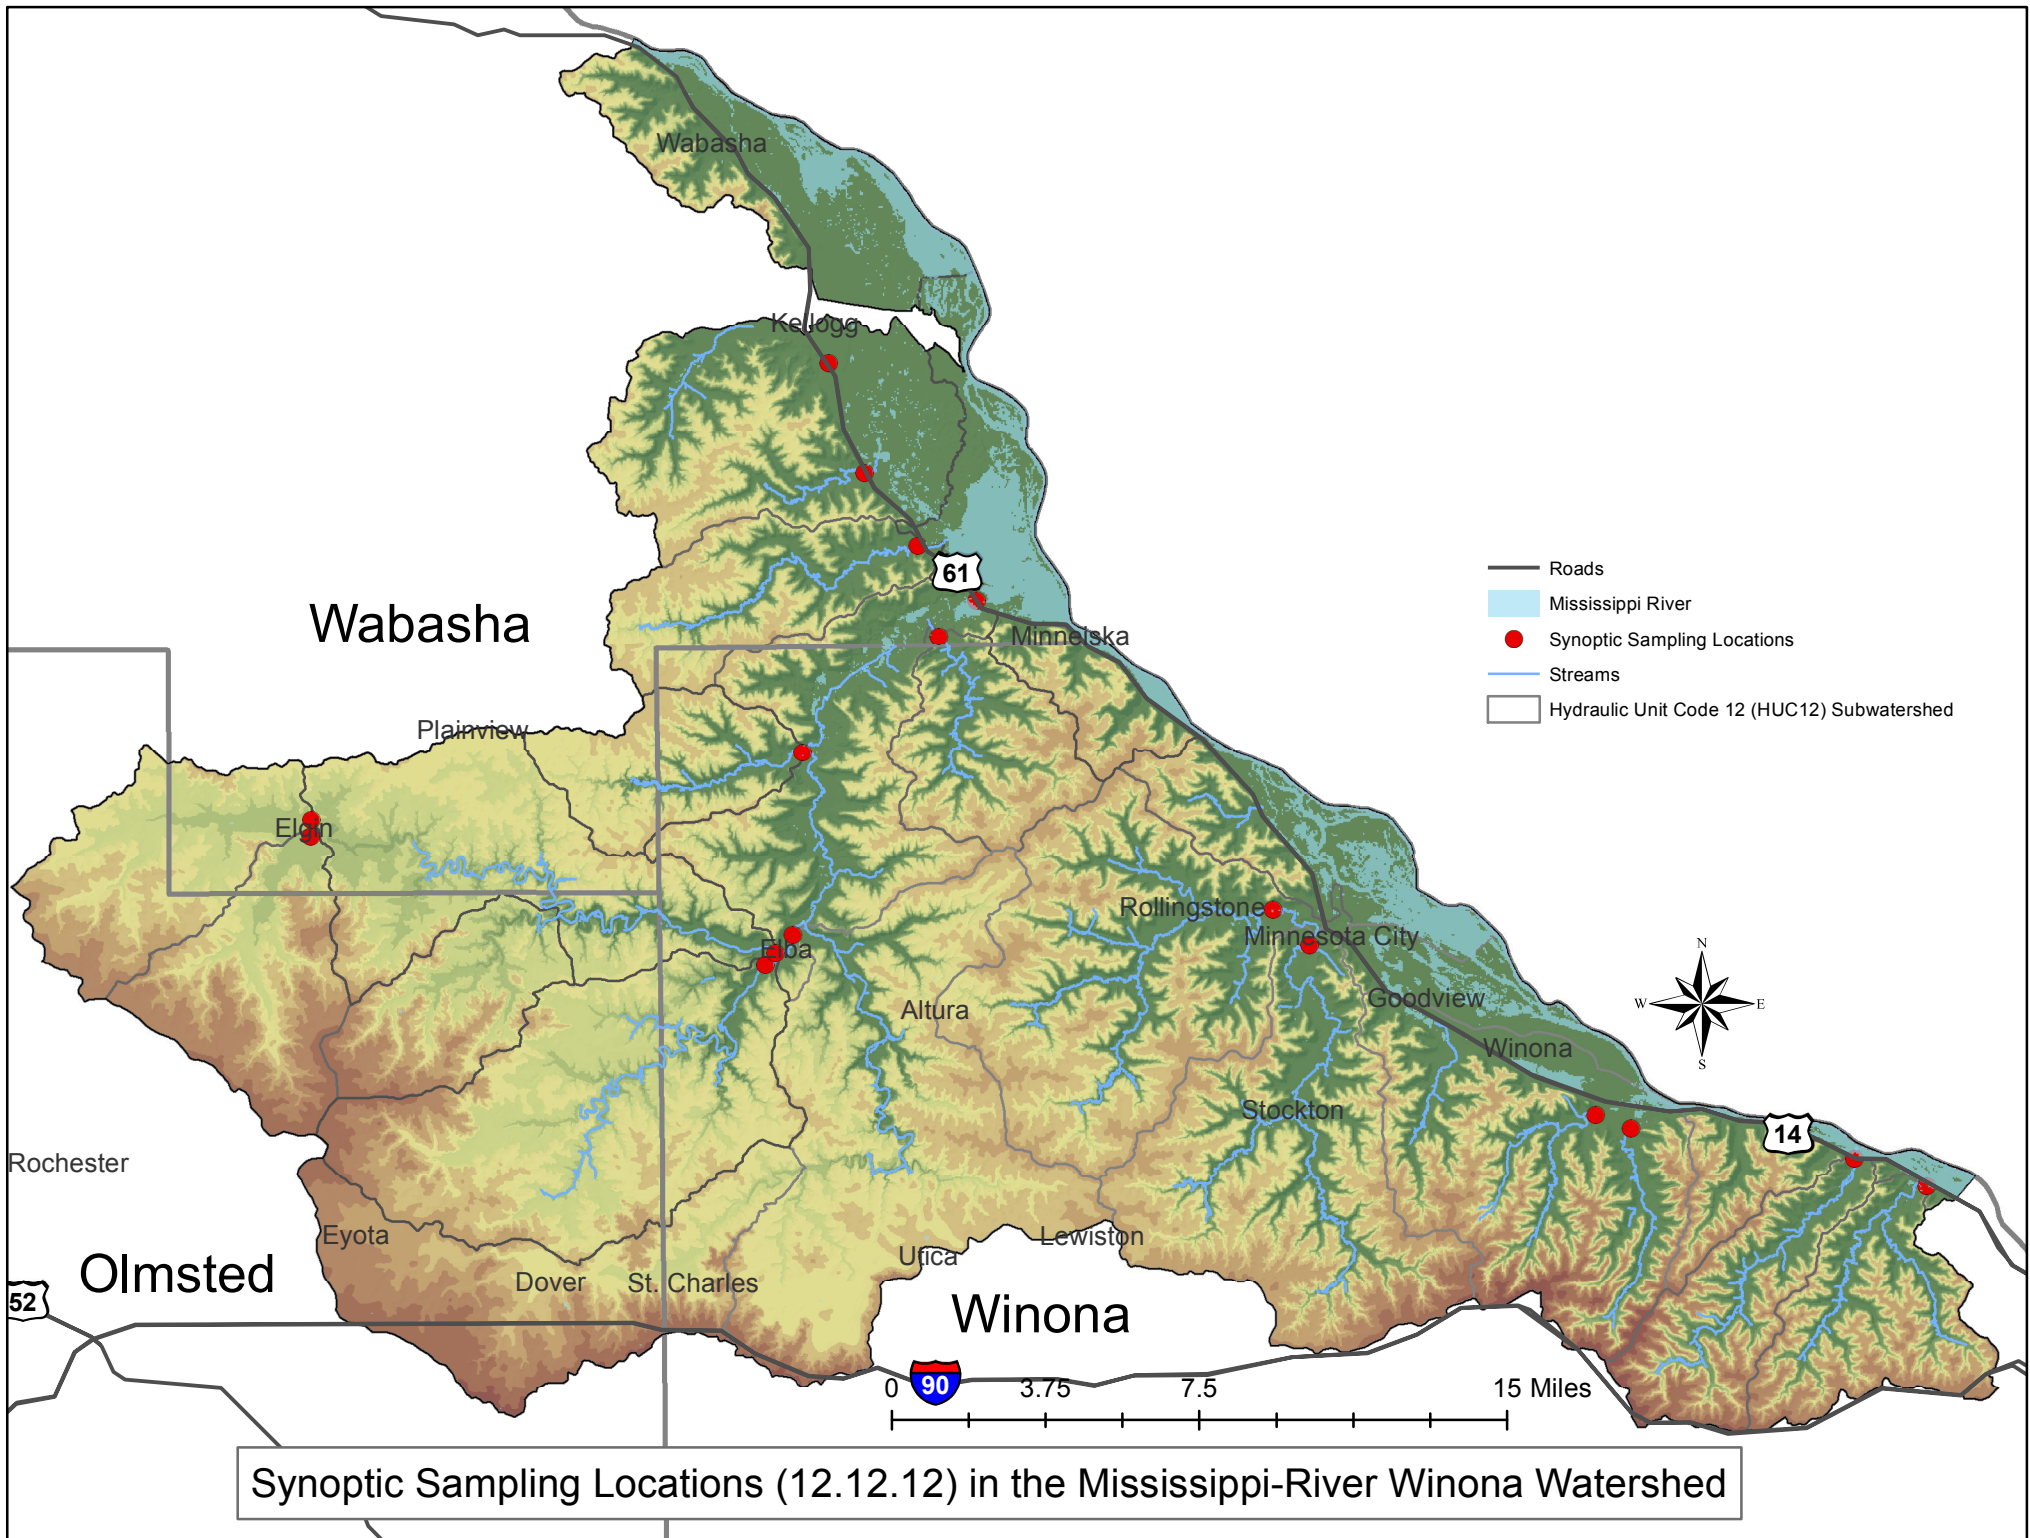 Wabasha
Kellogg
61
Roads
Mississippi River
Synoptic Sampling Locations
Streams
Hydraulic Unit Code 12 (HUC12) Subwatershed
Wabasha
Minneiska
Plainview
Elgin
Rollingstone
Minnesota City
Elba
N
W
E
S
Altura
Goodview
Winona
Stockton
14
Rochester
Eyota
Lewiston
Utica
Olmsted
Dover
St. Charles
52
Winona
90
0
3.75
7.5
15 Miles
Synoptic Sampling Locations (12.12.12) in the Mississippi-River Winona Watershed